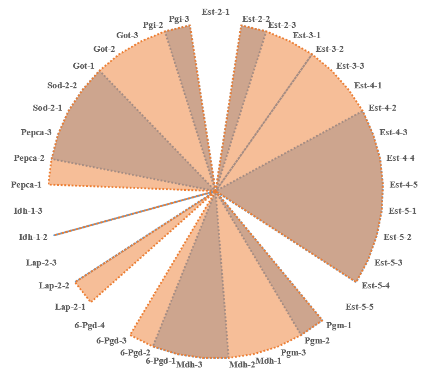 Est-2-1
Est-2-2
Est-2-3
Est-3-1
Est-3-2
Est-3-3
Est-4-1
Est-4-2
Est-4-3
Est-4-4
Est-4-5
Est-5-1
Est-5-2
Est-5-3
Est-5-4
Est-5-5
Pgm-1
Pgm-2
Pgm-3
Mdh-1
Mdh-2
Mdh-3
6-Pgd-1
6-Pgd-2
6-Pgd-3
6-Pgd-4
Lap-2-1
Lap-2-2
Lap-2-3
Idh-1-2
Idh-1-3
Pepca-1
Pepca-2
Pepca-3
Sod-2-1
Sod-2-2
Got-1
Got-2
Got-3
Pgi-2
Pgi-3